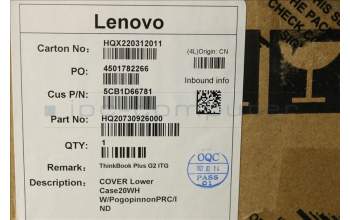 Lenovo
Carton No: HQX220312011
(4L)Origin: CN
PO: 4501782266
Inbound info
Cus P/N: 5CB1D66781
Part No: HQ20730926000
QTY: 1
OQC
PASS
Remark: ThinkBook Plus G2 ITG
Description: COVER Lower
Case20WH
W/PogopinnonPRC/I
ND